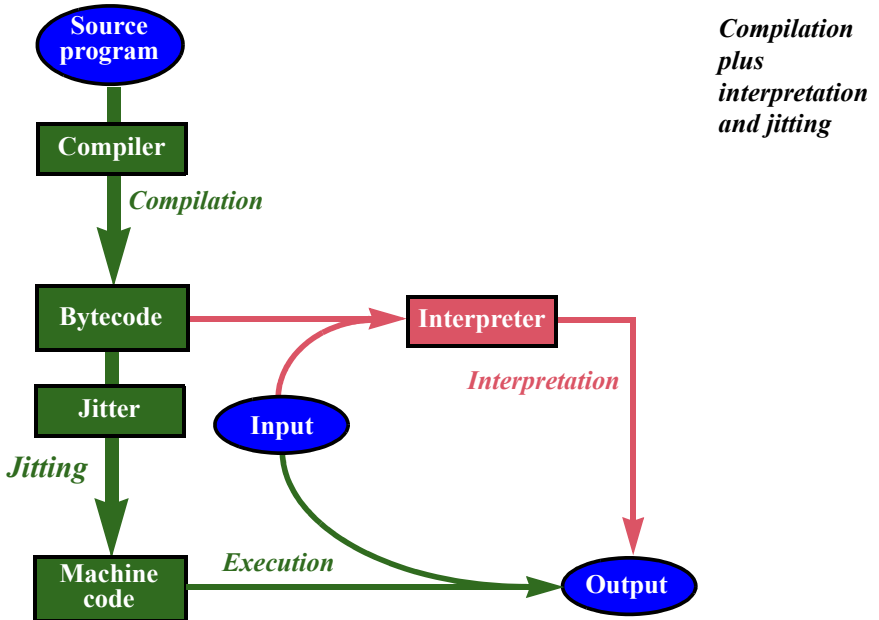 Source
program
Compilation
plus
interpretation
and jitting
Compiler
Compilation
Bytecode
Interpreter
Interpretation
Jitter
Input
Jitting
Execution
Machine
code
Output